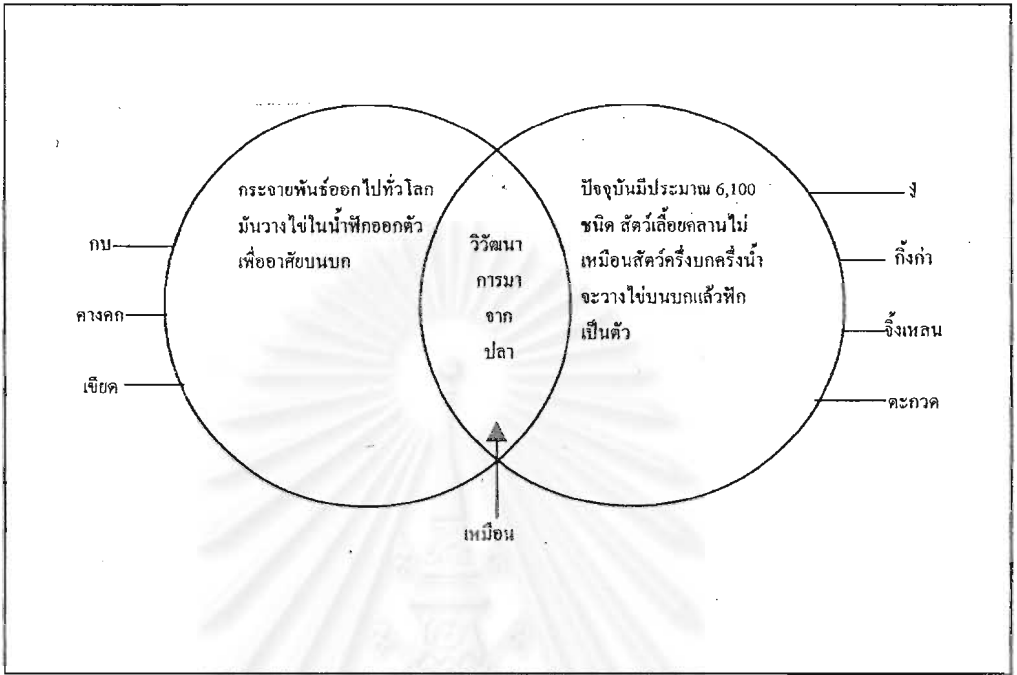 กระจายพันธ์ออกไปทั่วโลก
มันวางไข่ในน้ำฟักออกตัว
เพื่ออาศัยบนบก
กบ
คางคก
เขียด
วิวัฒนา
การมา
จาก
ปลา
ปัจจุบันมีประมาณ 6,100
ชนิด สัตว์เลื้อยคลานไม่
เหมือนสัตว์ครึ่งบกครึ่งน้ำ
จะวางไข่บนบกแล้วฟัก
เป็นตัว
งู
กิ้งก่า
จิ้งเหลน
ตะกวด
เหมือน